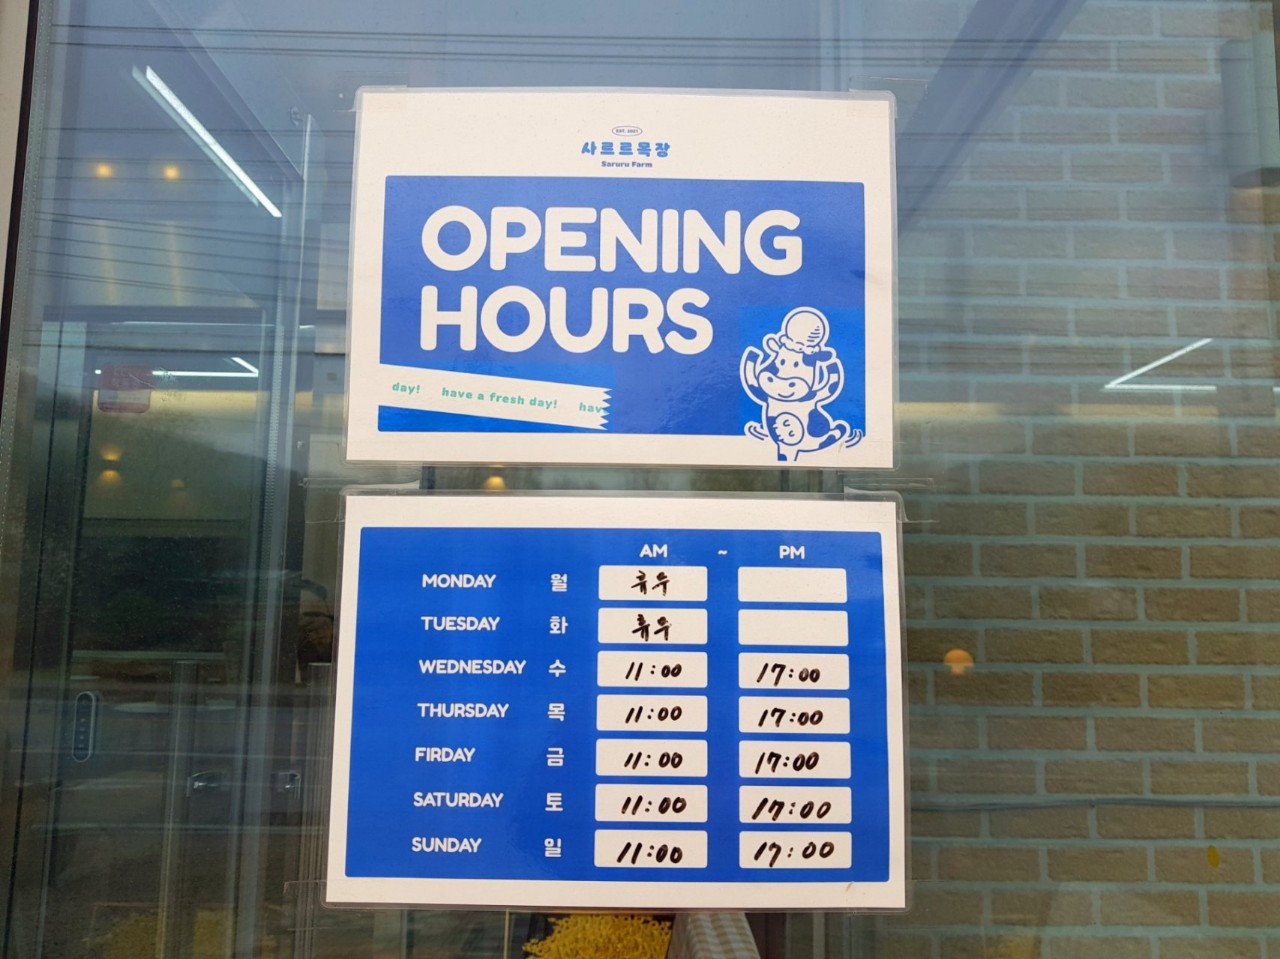 EST. 2021
사르르목장
Saruru Farm
OPENING
HOURS
day! have a fresh day! hav
AM ~ PM
MONDAY 월 휴무
TUESDAY 화 휴무
WEDNESDAY 수 11:00 17:00
THURSDAY 목 11:00 17:00
FIRDAY 금 11:00 17:00
SATURDAY 토 11:00 17:00
SUNDAY 일 11:00 17:00